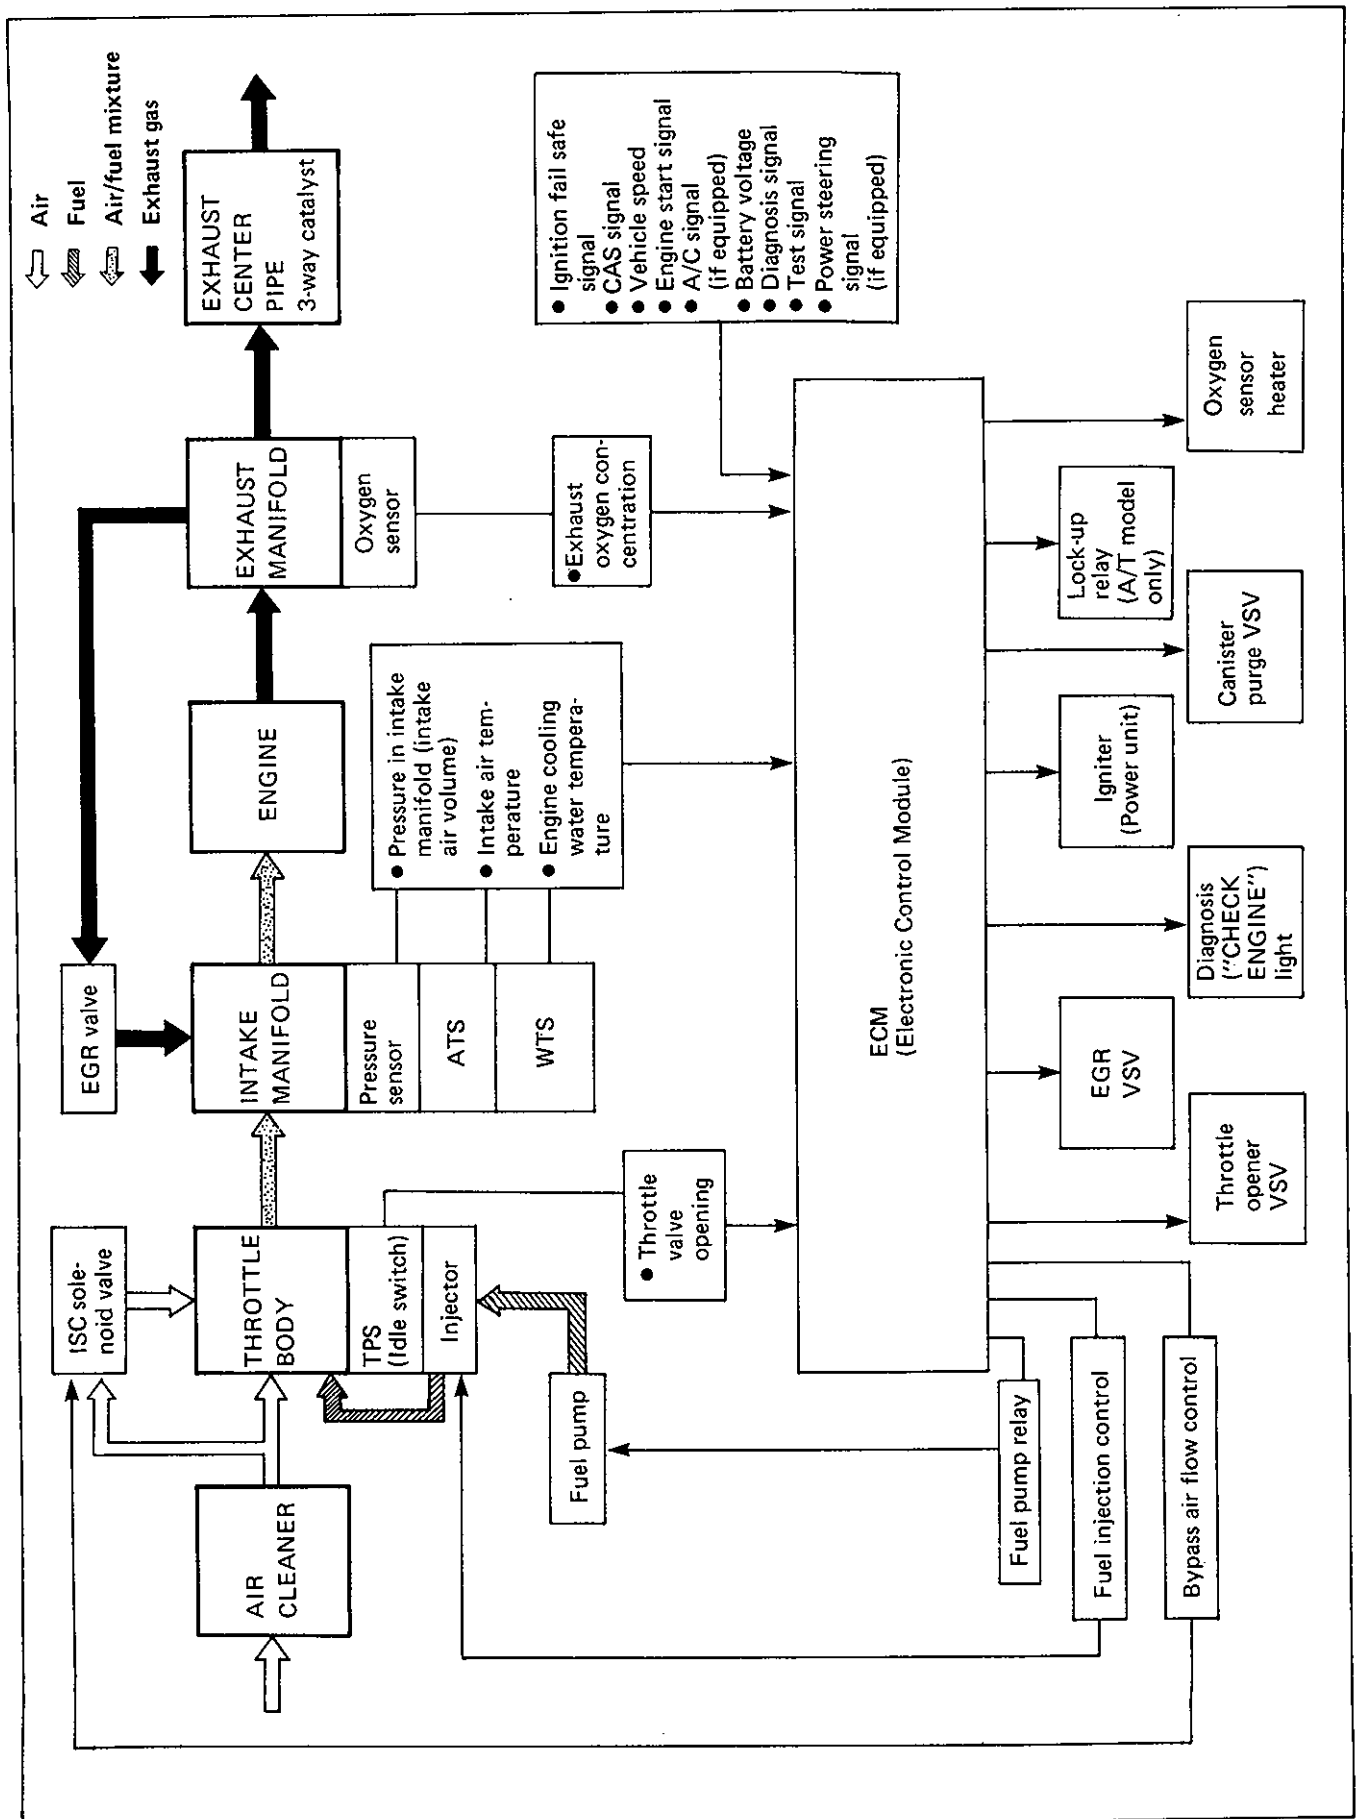 Air
Fuel
Air/fuel mixture
Exhaust gas
AIR
CLEANER
ISC sole-
noid valve
THROTTLE
BODY
TPS
(Idle switch)
Injector
EGR valve
INTAKE
MANIFOLD
Pressure
sensor
ATS
WTS
ENGINE
EXHAUST
MANIFOLD
Oxygen
sensor
EXHAUST
CENTER
PIPE
3-way catalyst
Fuel pump
● Throttle
valve
opening
● Pressure in intake
manifold (intake
air volume)
● Intake air tem-
perature
● Engine cooling
water tempera-
ture
● Exhaust
oxygen con-
centration
● Ignition fail safe
signal
● CAS signal
● Vehicle speed
● Engine start signal
● A/C signal
(if equipped)
● Battery voltage
● Diagnosis signal
● Test signal
● Power steering
signal
(if equipped)
ECM
(Electronic Control Module)
Fuel pump relay
Fuel injection control
Bypass air flow control
Throttle
opener
VSV
EGR
VSV
Diagnosis
("CHECK
ENGINE")
light
Igniter
(Power unit)
Canister
purge VSV
Lock-up
relay
(A/T model
only)
Oxygen
sensor
heater